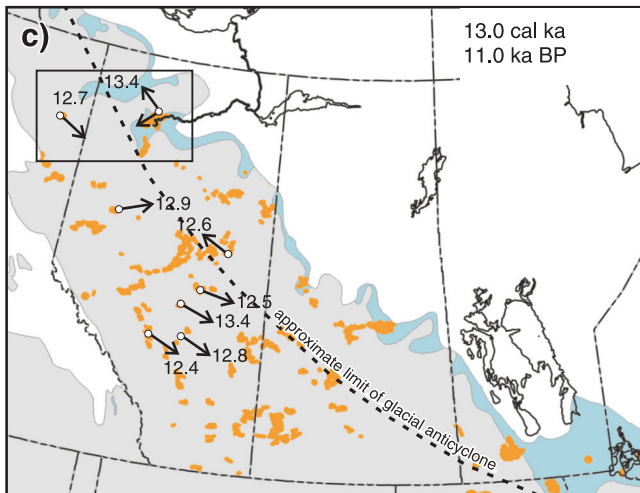 c)
13.0 cal ka
11.0 ka BP
13.4
12.7
12.9
12.6
12.5
13.4
12.8
12.4
approximate limit of glacial anticyclone